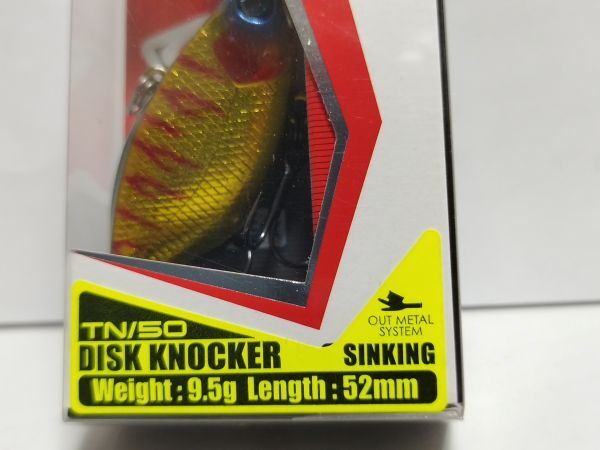 OUT METAL
SYSTEM
TN/50
DISK KNOCKER SINKING
Weight : 9.5g Length : 52mm